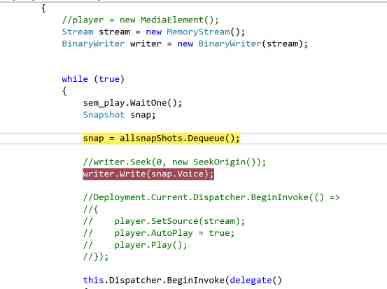 {
//player = new MediaElement();
Stream stream = new MemoryStream();
BinaryWriter writer = new BinaryWriter(stream);
while (true)
{
sem_play.WaitOne();
Snapshot snap;
snap = allsnapShots.Dequeue();
//writer.Seek(0, new SeekOrigin());
writer.Write(snap.Voice);
//Deployment.Current.Dispatcher.BeginInvoke(() =>
//{
//    player.SetSource(stream);
//    player.AutoPlay = true;
//    player.Play();
//});
this.Dispatcher.BeginInvoke(delegate()